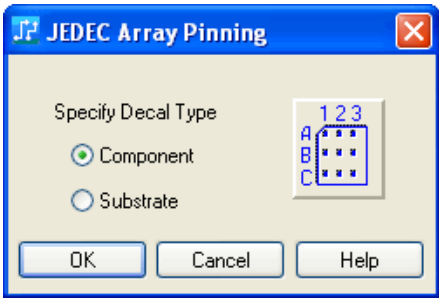 JEDEC Array Pinning
Specify Decal Type
Component
Substrate
1 2 3
A
B
C
OK
Cancel
Help